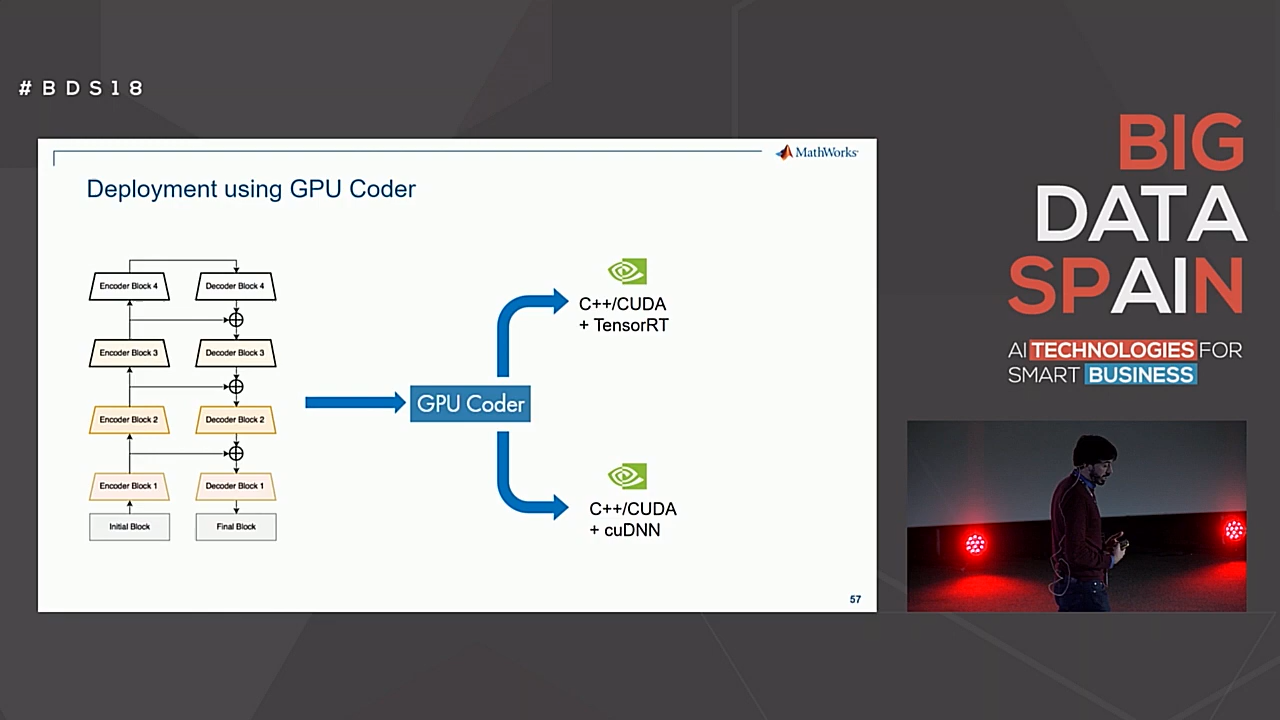 #BDS18
MathWorks
Deployment using GPU Coder
Encoder Block 4
Decoder Block 4
Encoder Block 3
Decoder Block 3
Encoder Block 2
Decoder Block 2
Encoder Block 1
Decoder Block 1
Initial Block
Final Block
GPU Coder
C++/CUDA
+ TensorRT
C++/CUDA
+ cuDNN
57
BIG
DATA
SPAIN
AI TECHNOLOGIES FOR
SMART BUSINESS